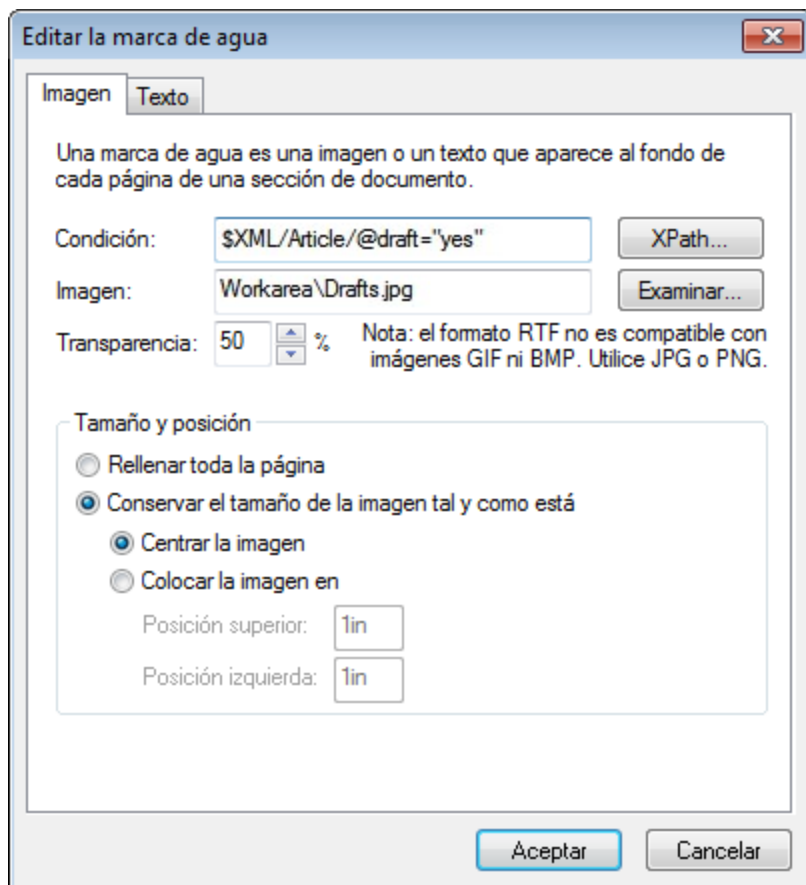 Editar la marca de agua
Imagen Texto
Una marca de agua es una imagen o un texto que aparece al fondo de
cada página de una sección de documento.
Condición: $XML/Article/@draft="yes" XPath...
Imagen: Workarea\Drafts.jpg Examinar...
Transparencia: 50 % Nota: el formato RTF no es compatible con
imágenes GIF ni BMP. Utilice JPG o PNG.
Tamaño y posición
Rellenar toda la página
Conservar el tamaño de la imagen tal y como está
Centrar la imagen
Colocar la imagen en
Posición superior: 1in
Posición izquierda: 1in
Aceptar Cancelar